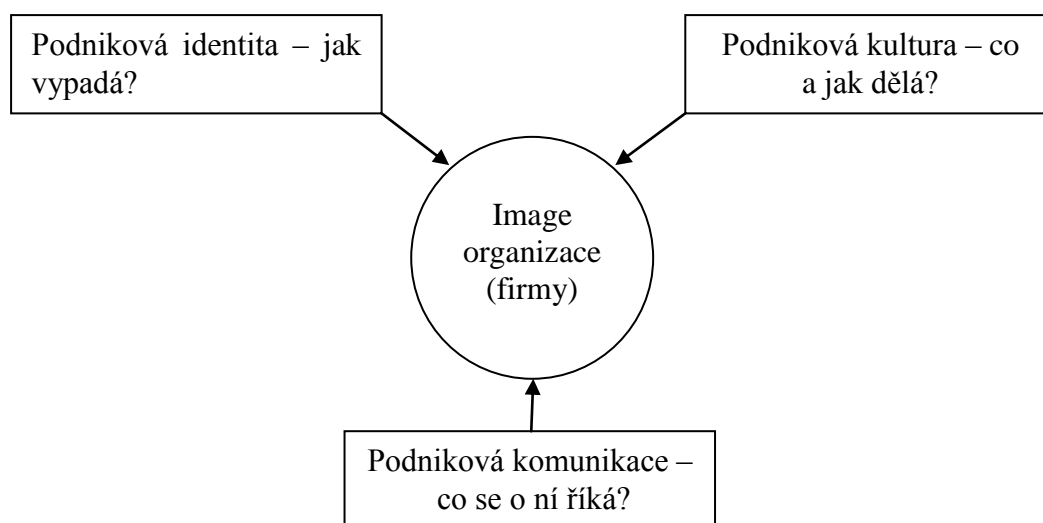 Podniková identita – jak
vypadá?
Podniková kultura – co
a jak dělá?
Image
organizace
(firmy)
Podniková komunikace –
co se o ní říká?